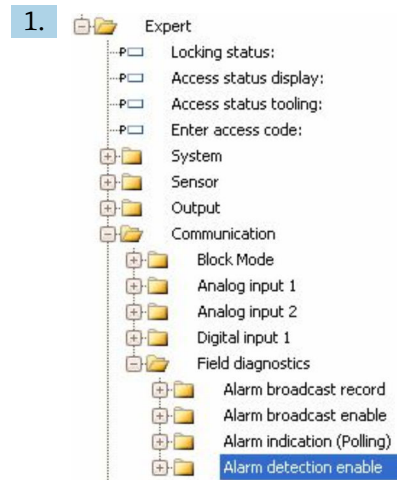 1.
Expert
Locking status:
Access status display:
Access status tooling:
Enter access code:
System
Sensor
Output
Communication
Block Mode
Analog input 1
Analog input 2
Digital input 1
Field diagnostics
Alarm broadcast record
Alarm broadcast enable
Alarm indication (Polling)
Alarm detection enable